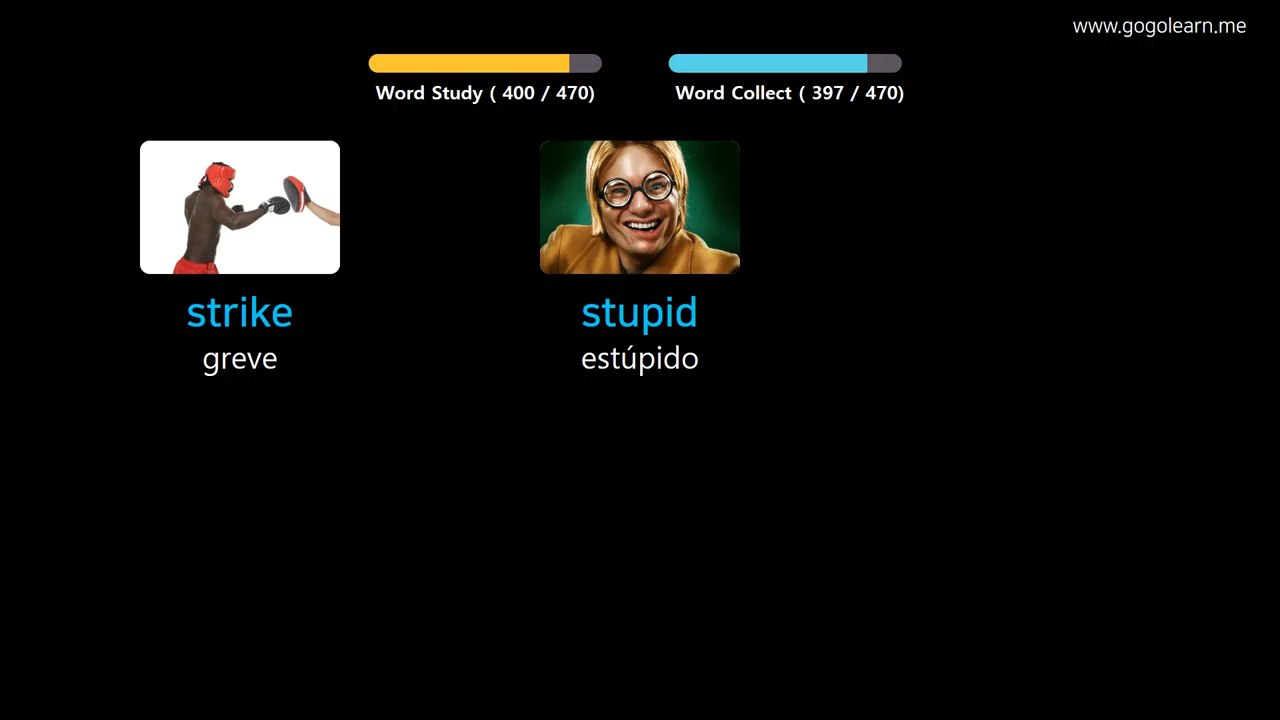 www.gogolearn.me
Word Study ( 400 / 470)
Word Collect ( 397 / 470)
strike
greve
stupid
estúpido